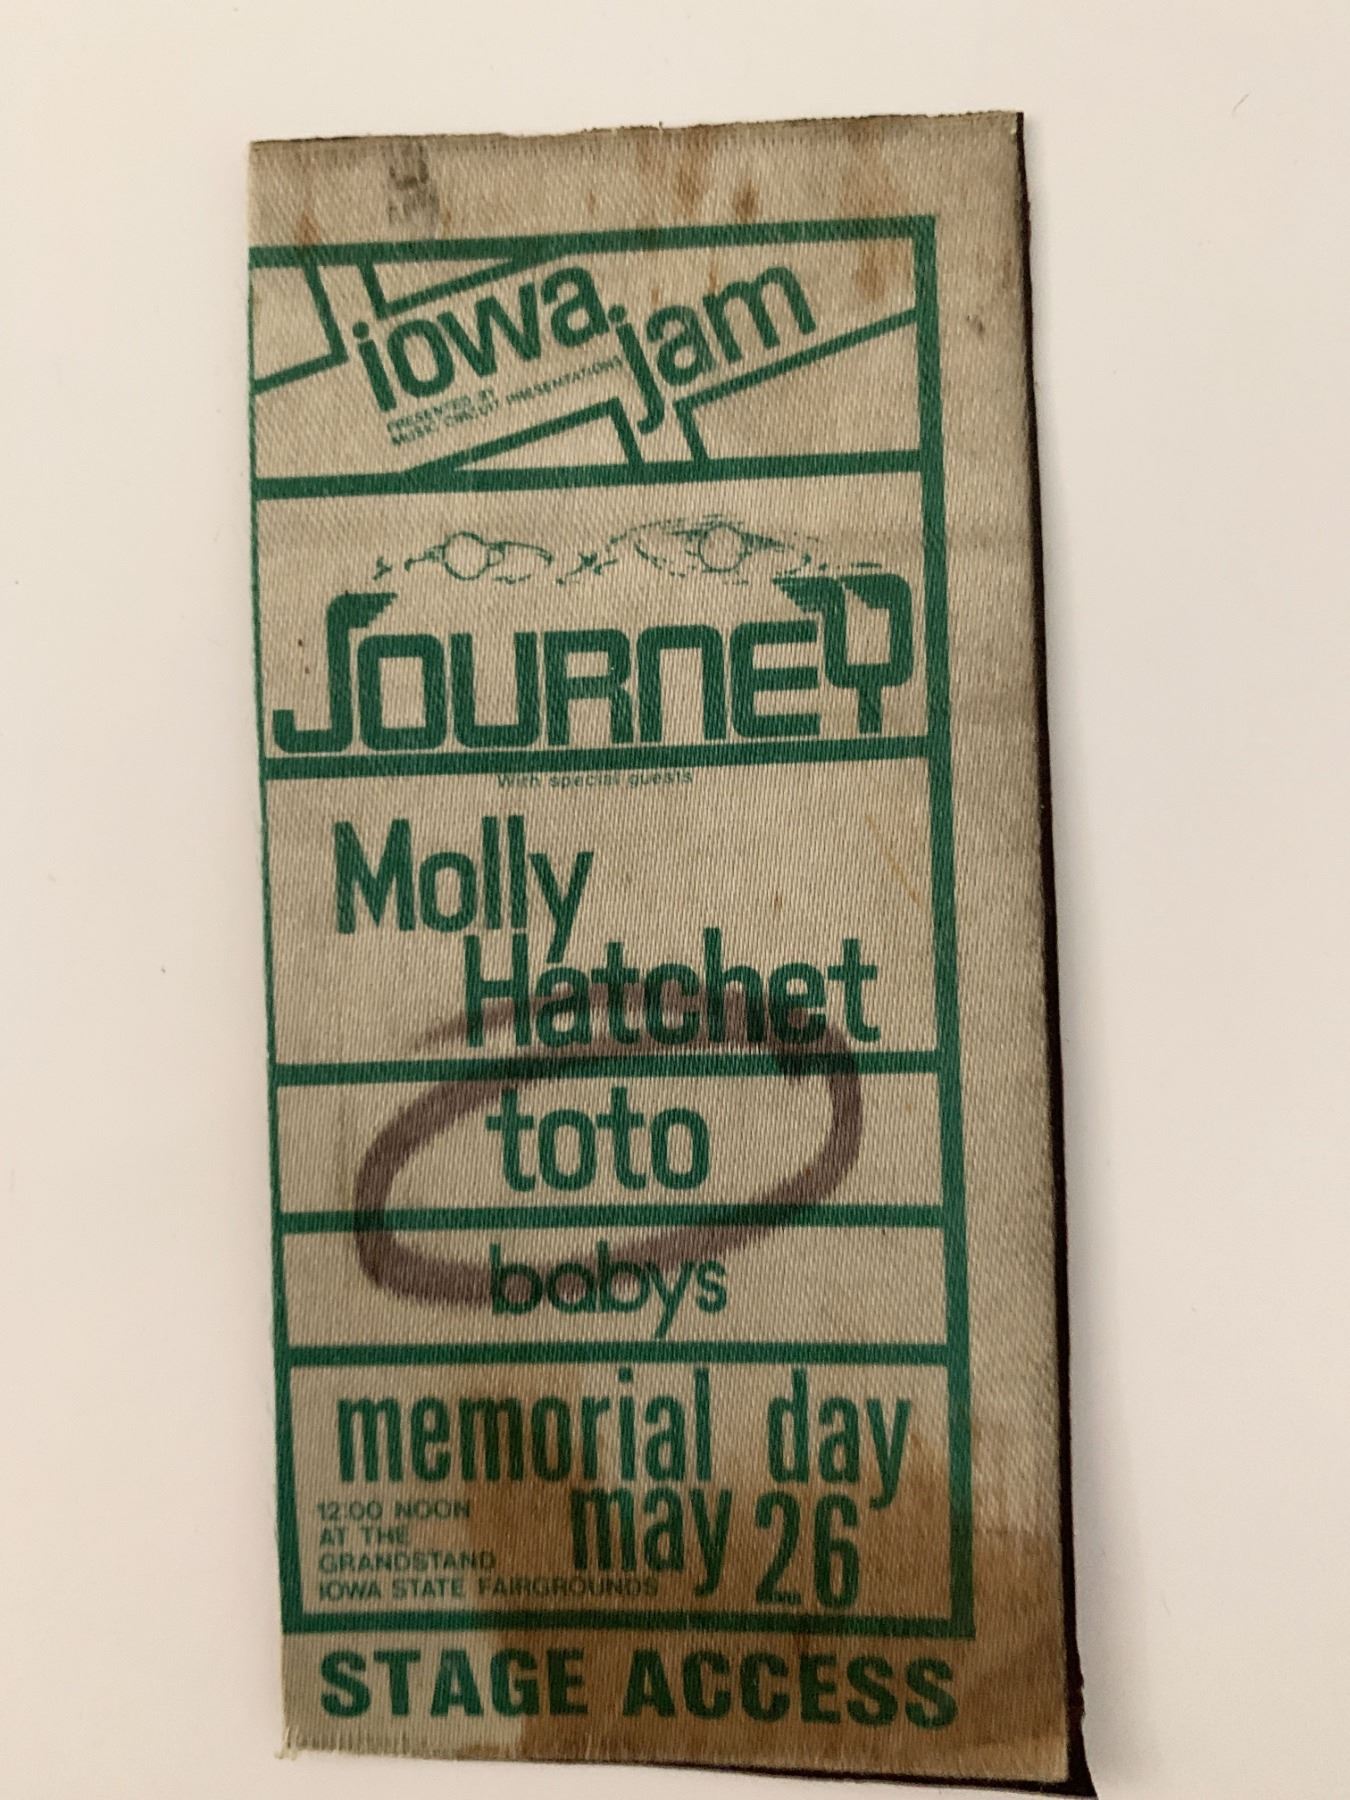 iowa jam
PRESENTED BY
MUSIC CIRCUIT PRESENTATIONS
JOURNEY
With special guests
Molly
Hatchet
toto
babys
memorial day
may 26
12:00 NOON
AT THE
GRANDSTAND
IOWA STATE FAIRGROUNDS
STAGE ACCESS